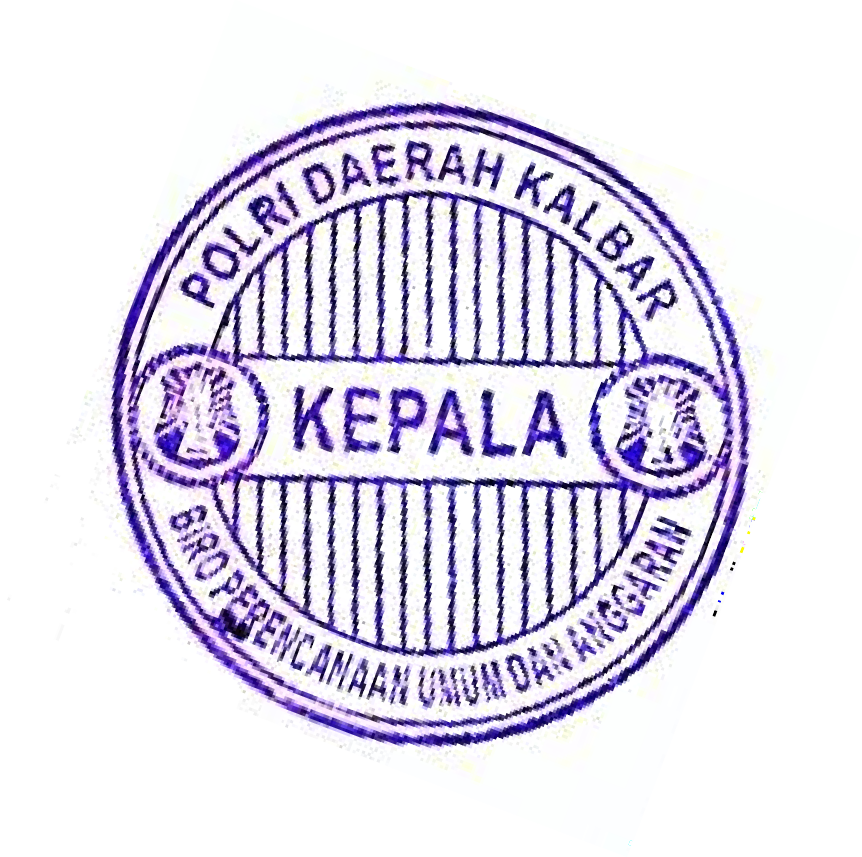 POLRI DAERAH KALBAR
KEPALA
BIRO PERENCANAAN UMUM DAN ANGGARAN